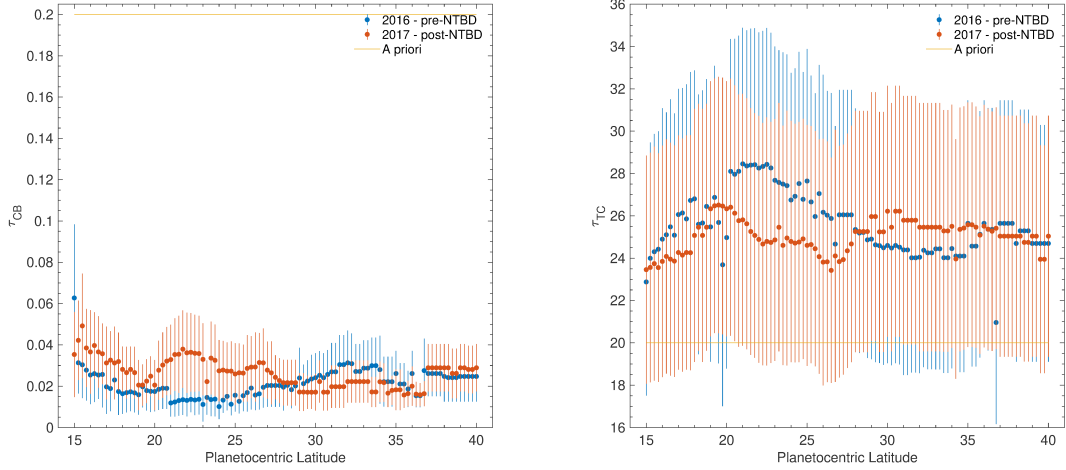 0.2
0.18
0.16
0.14
0.12
0.1
0.08
0.06
0.04
0.02
0
τCB
15 20 25 30 35 40
Planetocentric Latitude
2016 - pre-NTBD
2017 - post-NTBD
A priori
36
34
32
30
28
26
24
22
20
18
16
τTC
15 20 25 30 35 40
Planetocentric Latitude
2016 - pre-NTBD
2017 - post-NTBD
A priori